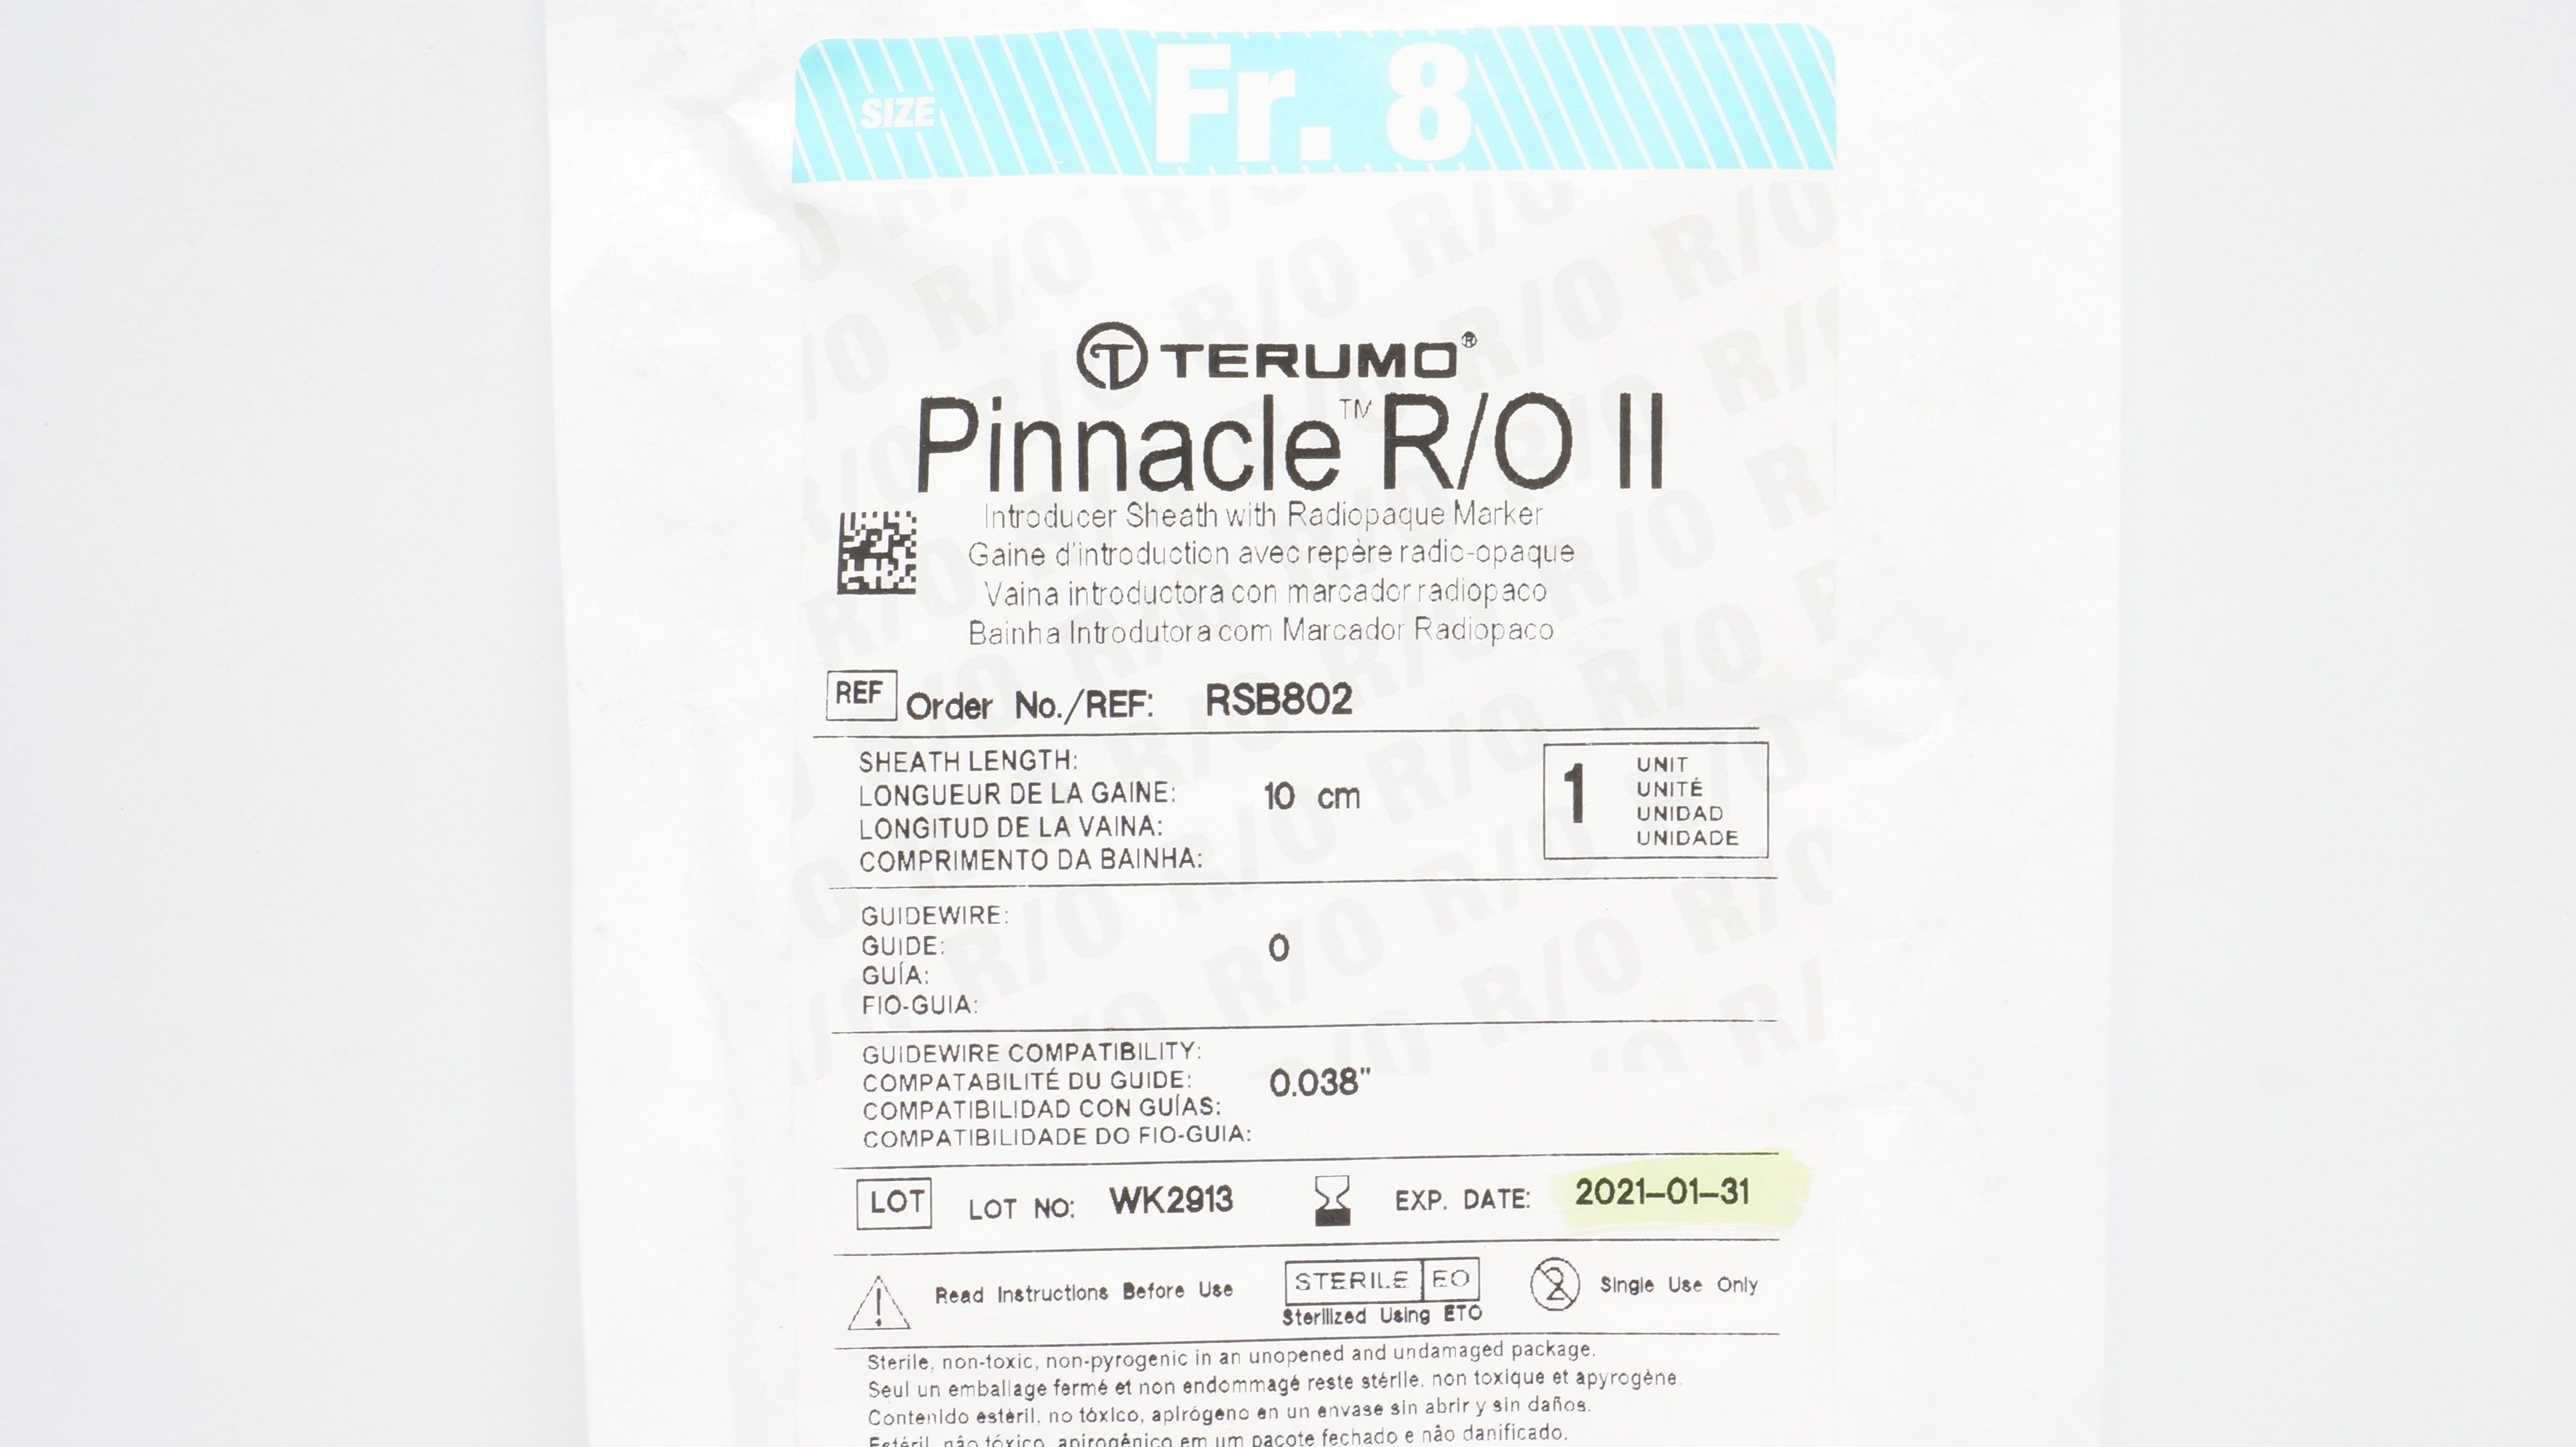 SIZE Fr. 8
TERUMO®
Pinnacle™ R/O II
Introducer Sheath with Radiopaque Marker
Gaine d'introduction avec repère radio-opaque
Vaina introductora con marcador radiopaco
Bainha Introdutora com Marcador Radiopaco
REF Order No./REF: RSB802
SHEATH LENGTH:
LONGUEUR DE LA GAINE: 10 cm
LONGITUD DE LA VAINA:
COMPRIMENTO DA BAINHA:
1 UNIT
UNITÉ
UNIDAD
UNIDADE
GUIDEWIRE:
GUIDE: 0
GUÍA:
FIO-GUIA:
GUIDEWIRE COMPATIBILITY:
COMPATABILITÉ DU GUIDE: 0.038"
COMPATIBILIDAD CON GUÍAS:
COMPATIBILIDADE DO FIO-GUIA:
LOT LOT NO: WK2913 EXP. DATE: 2021-01-31
Read Instructions Before Use STERILE EO Single Use Only
Sterilized Using ETO
Sterile, non-toxic, non-pyrogenic in an unopened and undamaged package.
Seul un emballage fermé et non endommagé reste stérile, non toxique et apyrogène.
Contenido estéril, no tóxico, apirógeno en un envase sin abrir y sin daños.
Estéril, não tóxico, apirogênico em um pacote fechado e não danificado.